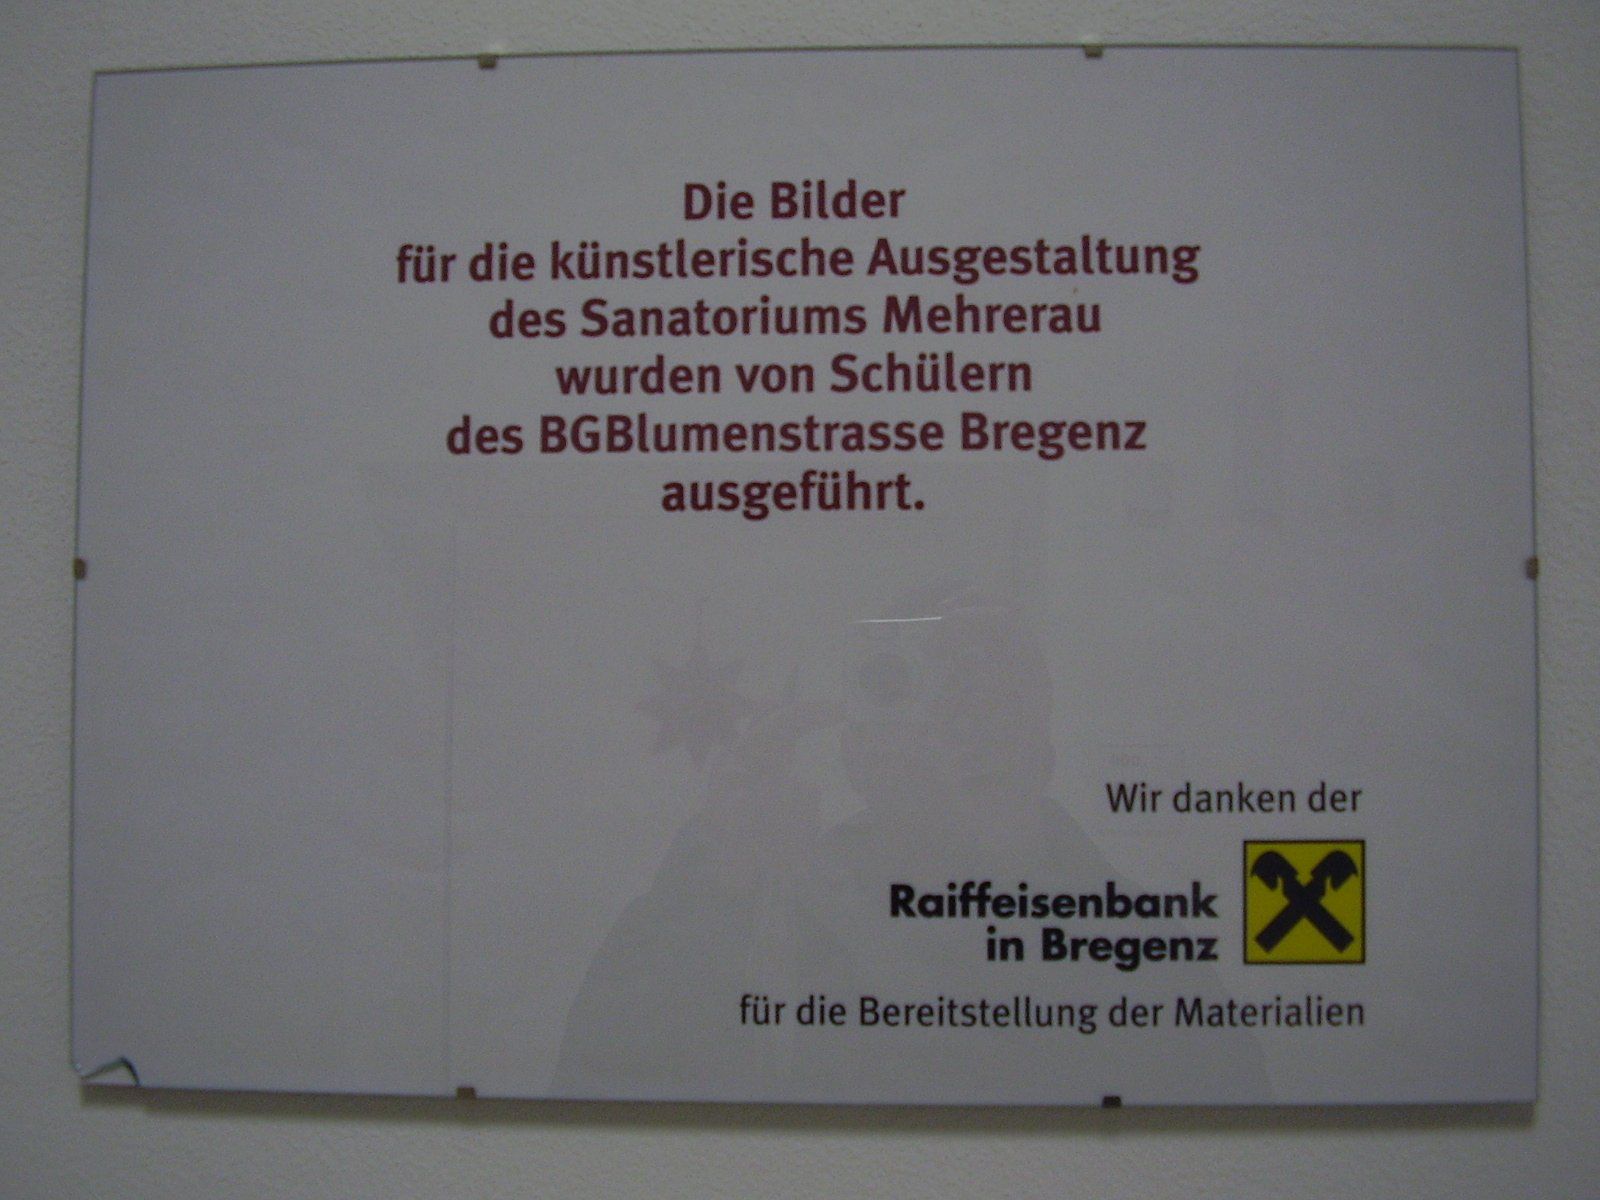 Die Bilder
für die künstlerische Ausgestaltung
des Sanatoriums Mehrerau
wurden von Schülern
des BGBlumenstrasse Bregenz
ausgeführt.
Wir danken der
Raiffeisenbank
in Bregenz
für die Bereitstellung der Materialien